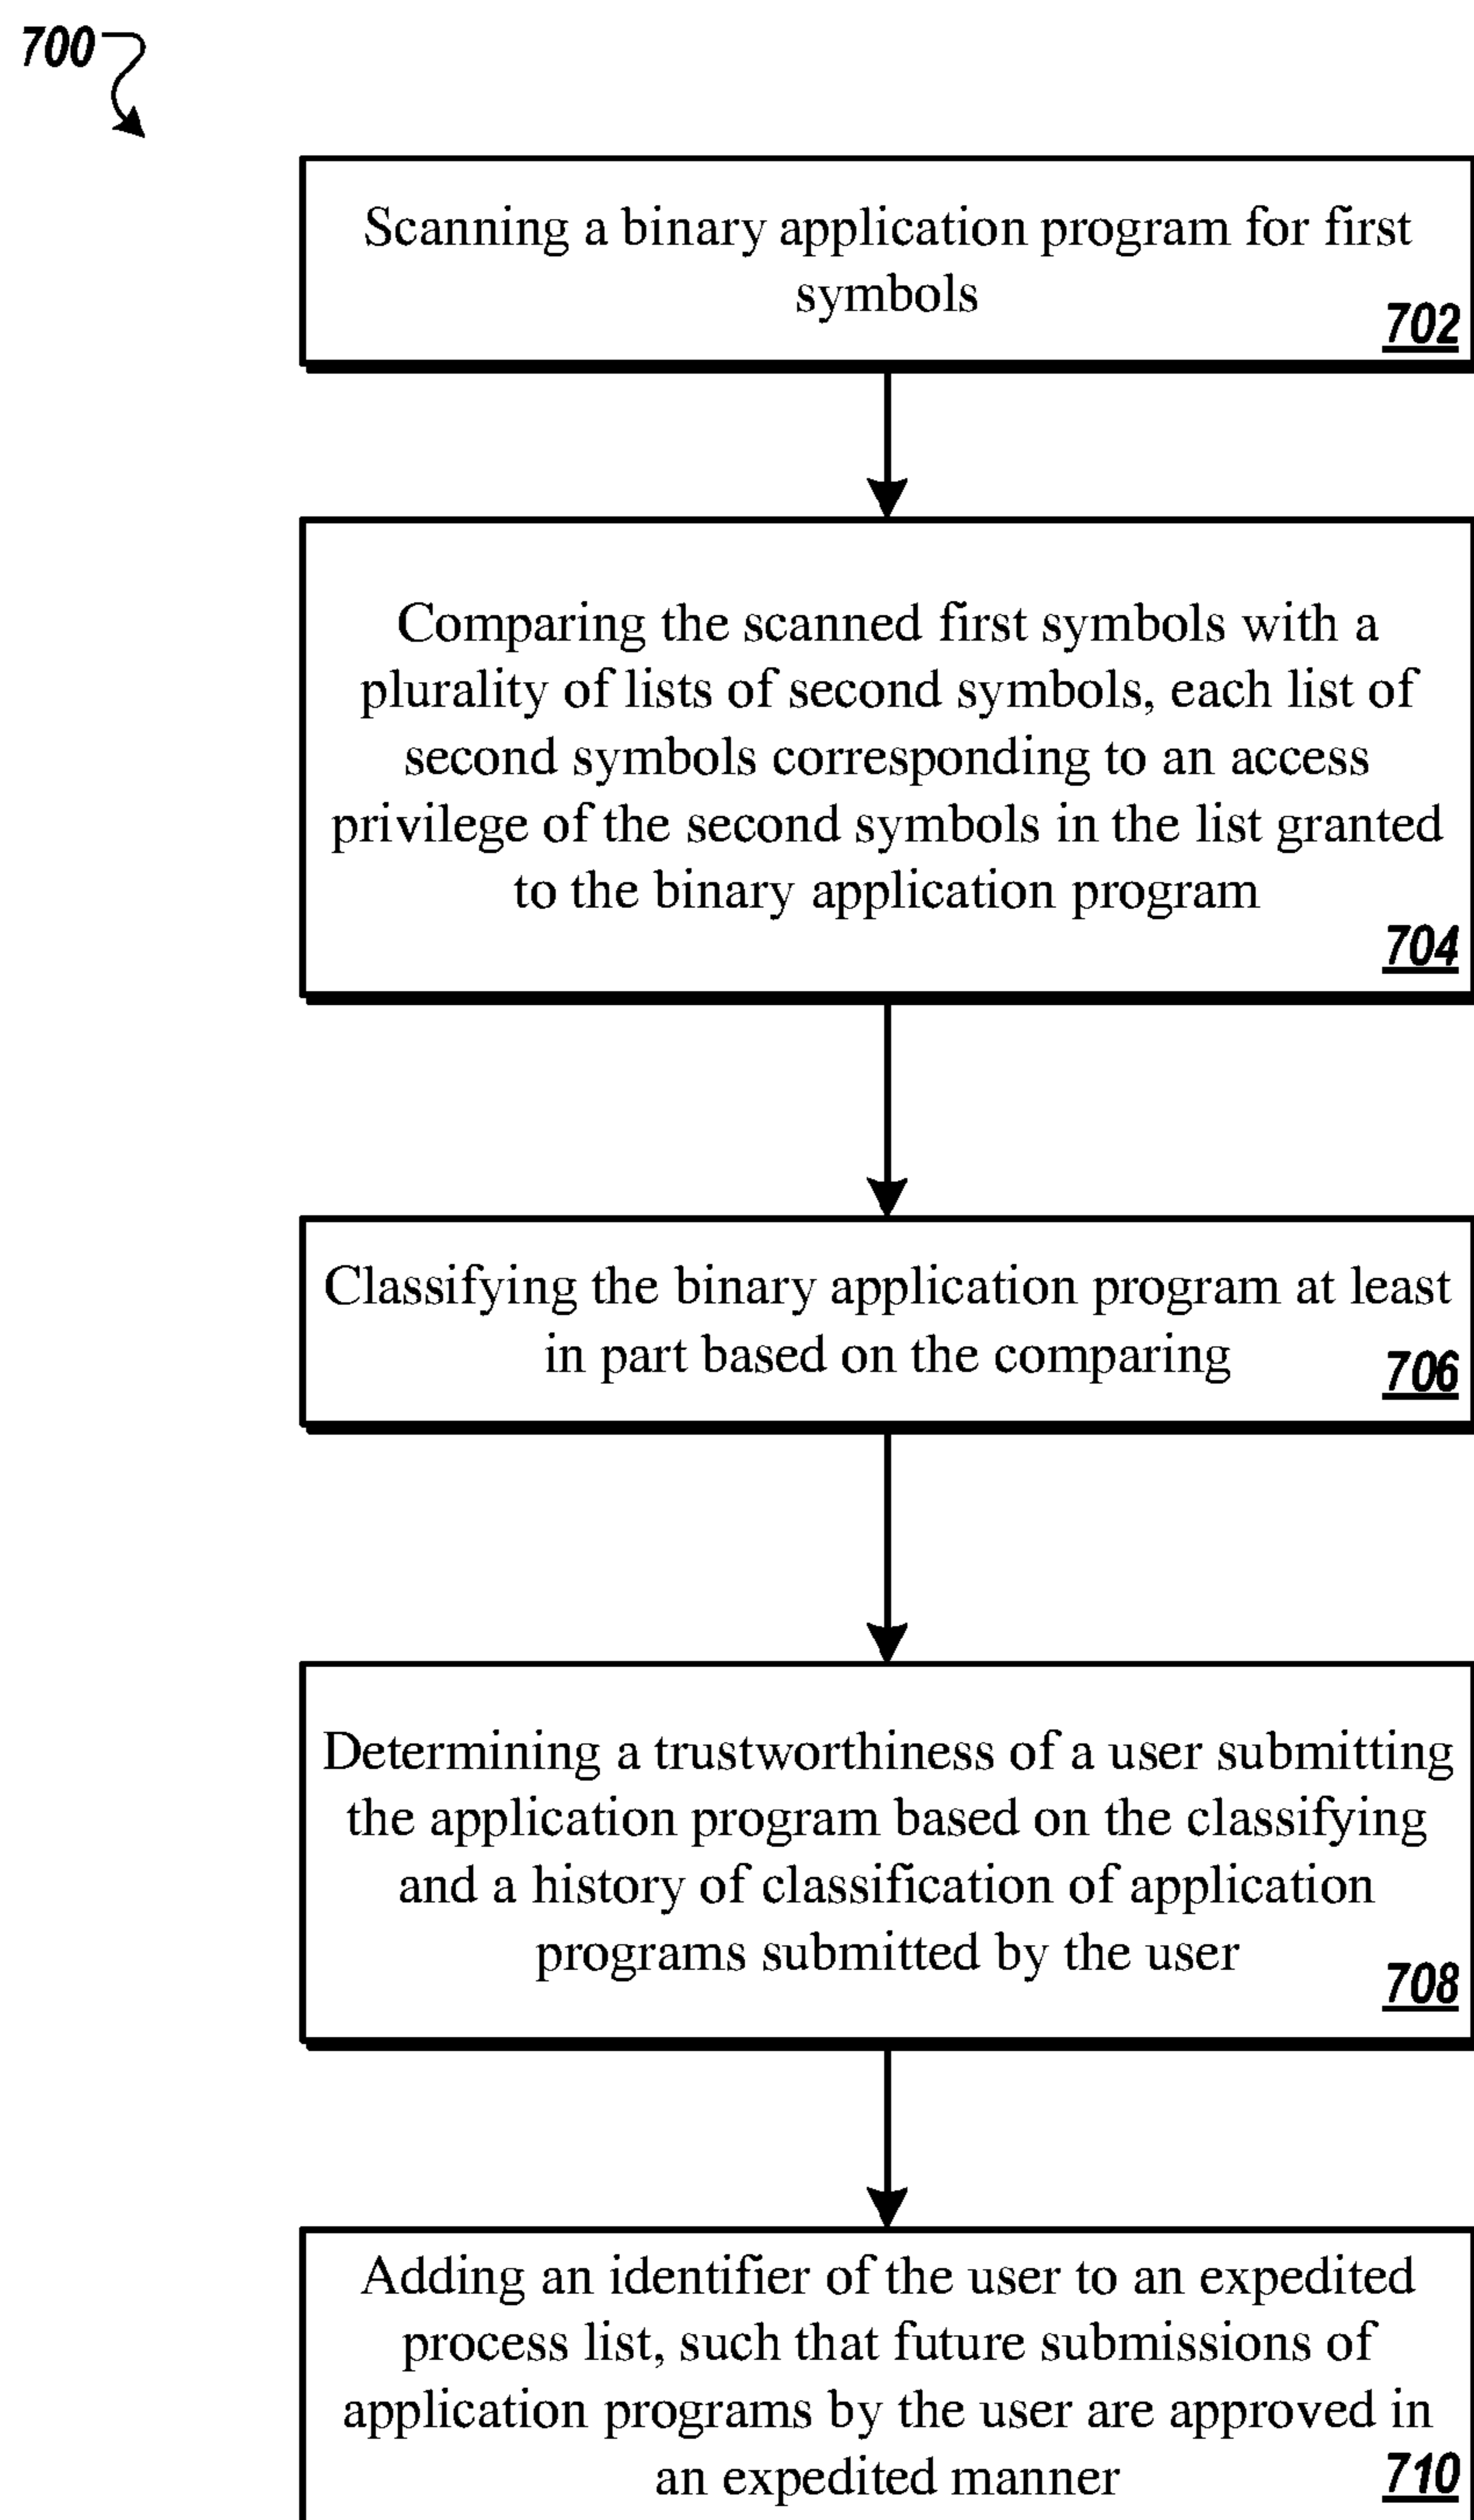 700
Scanning a binary application program for first
symbols
702
Comparing the scanned first symbols with a
plurality of lists of second symbols, each list of
second symbols corresponding to an access
privilege of the second symbols in the list granted
to the binary application program
704
Classifying the binary application program at least
in part based on the comparing
706
Determining a trustworthiness of a user submitting
the application program based on the classifying
and a history of classification of application
programs submitted by the user
708
Adding an identifier of the user to an expedited
process list, such that future submissions of
application programs by the user are approved in
an expedited manner
710